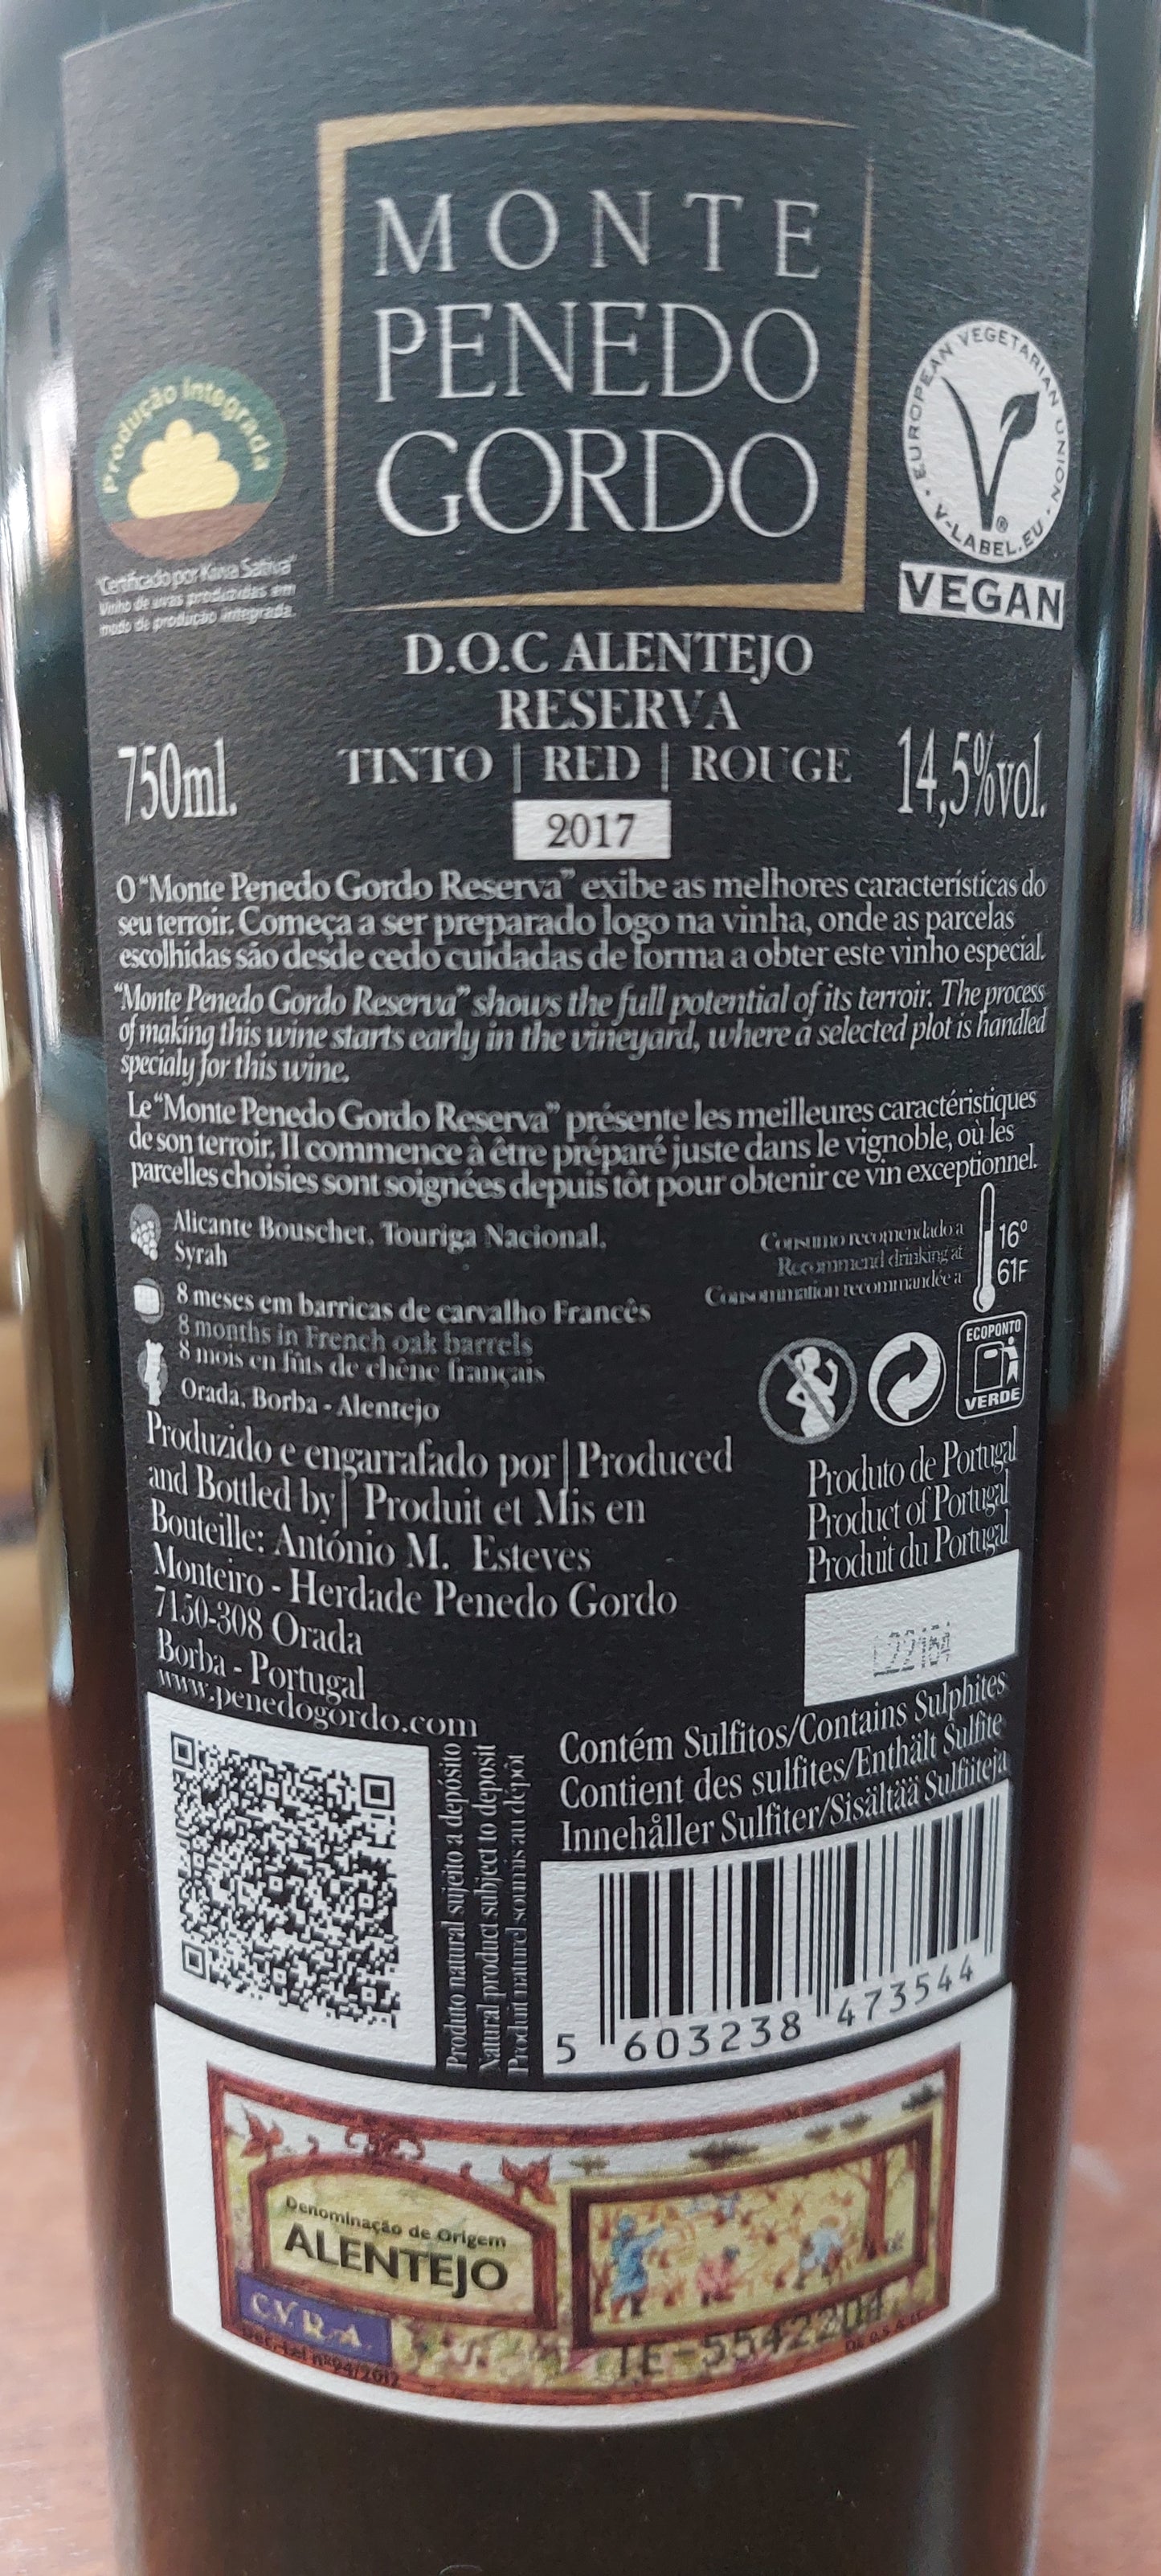 MONTE
PENEDO
GORDO
Produção Integrada
"Certificado por Kiwa Sativa"
Vinho de uvas produzidas em
modo de produção integrada.
EUROPEAN VEGETARIAN UNION
V-LABEL.EU
®
VEGAN
D.O.C ALENTEJO
RESERVA
750ml.
TINTO | RED | ROUGE
14,5%vol.
2017
O "Monte Penedo Gordo Reserva" exibe as melhores características do
seu terroir. Começa a ser preparado logo na vinha, onde as parcelas
escolhidas são desde cedo cuidadas de forma a obter este vinho especial.
"Monte Penedo Gordo Reserva" shows the full potential of its terroir. The process
of making this wine starts early in the vineyard, where a selected plot is handled
specialy for this wine.
Le "Monte Penedo Gordo Reserva" présente les meilleures caractéristiques
de son terroir. Il commence à être préparé juste dans le vignoble, où les
parcelles choisies sont soignées depuis tôt pour obtenir ce vin exceptionnel.
Alicante Bouschet, Touriga Nacional,
Syrah
Consumo recomendado a
Recommend drinking at
Consommation recommandée a
16°
61F
8 meses em barricas de carvalho Francês
8 months in French oak barrels
8 mois en fûts de chêne français
Orada, Borba - Alentejo
ECOPONTO
VERDE
Produzido e engarrafado por | Produced
and Bottled by | Produit et Mis en
Bouteille: António M. Esteves
Monteiro - Herdade Penedo Gordo
7150-308 Orada
Borba - Portugal
www.penedogordo.com
Produto de Portugal
Product of Portugal
Produit du Portugal
L22164
Contém Sulfitos/Contains Sulphites
Contient des sulfites/Enthält Sulfite
Innehåller Sulfiter/Sisältää Sulfiiteja
Produto natural sujeito a depósito
Natural product subject to deposit
Produit naturel soumis au depôt
5 603238 473544
Denominação de Origem
ALENTEJO
C.V.R.A.
TE-5542204